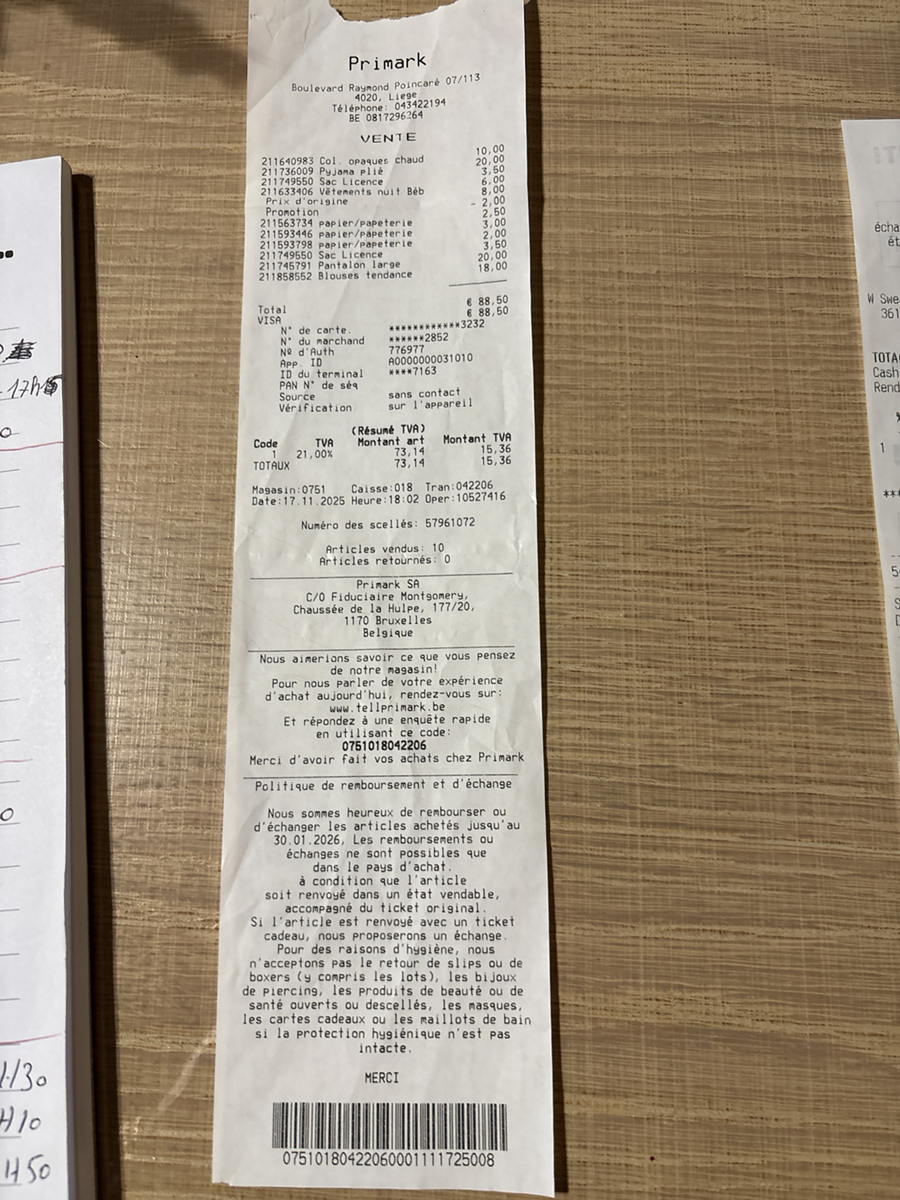 Primark
Boulevard Raymond Poincaré 07/113
4020, Liege
Téléphone: 043422194
BE 0817296264
VENTE
211640983 Col. opaques chaud 10,00
211736009 Pyjama plié 20,00
211749550 Sac Licence 3,50
211633406 Vêtements nuit Béb 6,00
Prix d'origine 8,00
Promotion - 2,00
211563734 papier/papeterie 2,50
211593446 papier/papeterie 3,00
211593798 papier/papeterie 2,00
211749550 Sac Licence 3,50
211745791 Pantalon large 20,00
211858552 Blouses tendance 18,00
Total € 88,50
VISA € 88,50
N° de carte. ************3232
N° du marchand ******2852
Nº d'Auth 776977
App. ID A0000000031010
ID du terminal ****7163
PAN N° de séq
Source sans contact
Vérification sur l'appareil
(Résumé TVA)
Code TVA Montant art Montant TVA
1 21,00% 73,14 15,36
TOTAUX 73,14 15,36
Magasin:0751 Caisse:018 Tran:042206
Date:17.11.2025 Heure:18:02 Oper:10527416
Numéro des scellés: 57961072
Articles vendus: 10
Articles retournés: 0
Primark SA
C/O Fiduciaire Montgomery,
Chaussée de la Hulpe, 177/20,
1170 Bruxelles
Belgique
Nous aimerions savoir ce que vous pensez
de notre magasin!
Pour nous parler de votre expérience
d'achat aujourd'hui, rendez-vous sur:
www.tellprimark.be
Et répondez à une enquête rapide
en utilisant ce code:
0751018042206
Merci d'avoir fait vos achats chez Primark
Politique de remboursement et d'échange
Nous sommes heureux de rembourser ou
d'échanger les articles achetés jusqu'au
30.01.2026, Les remboursements ou
échanges ne sont possibles que
dans le pays d'achat.
à condition que l'article
soit renvoyé dans un état vendable,
accompagné du ticket original.
Si l'article est renvoyé avec un ticket
cadeau, nous proposerons un échange.
Pour des raisons d'hygiène, nous
n'acceptons pas le retour de slips ou de
boxers (y compris les lots), les bijoux
de piercing, les produits de beauté ou de
santé ouverts ou descellés, les masques,
les cartes cadeaux ou les maillots de bain
si la protection hygiénique n'est pas
intacte.
MERCI
07510180422060001111725008
écha
ét
W Swe
361
TOTA
Cash
Rend
1
H10
H50